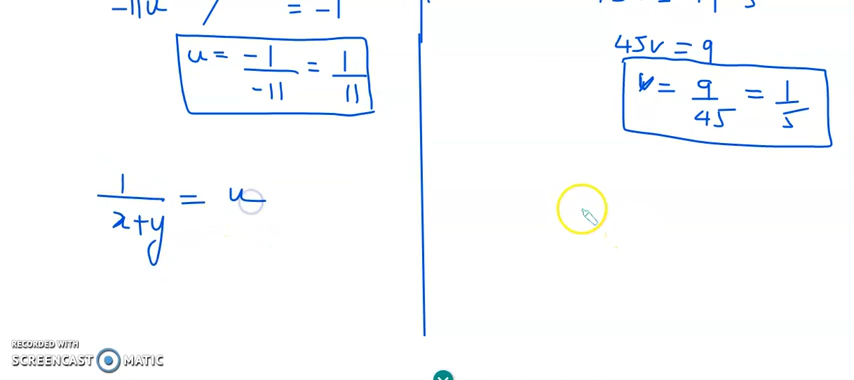 -11u = -1
u = -1/-11 = 1/11
1/x+y = u
45v = 9
v = 9/45 = 1/5
RECORDED WITH
SCREENCAST MATIC